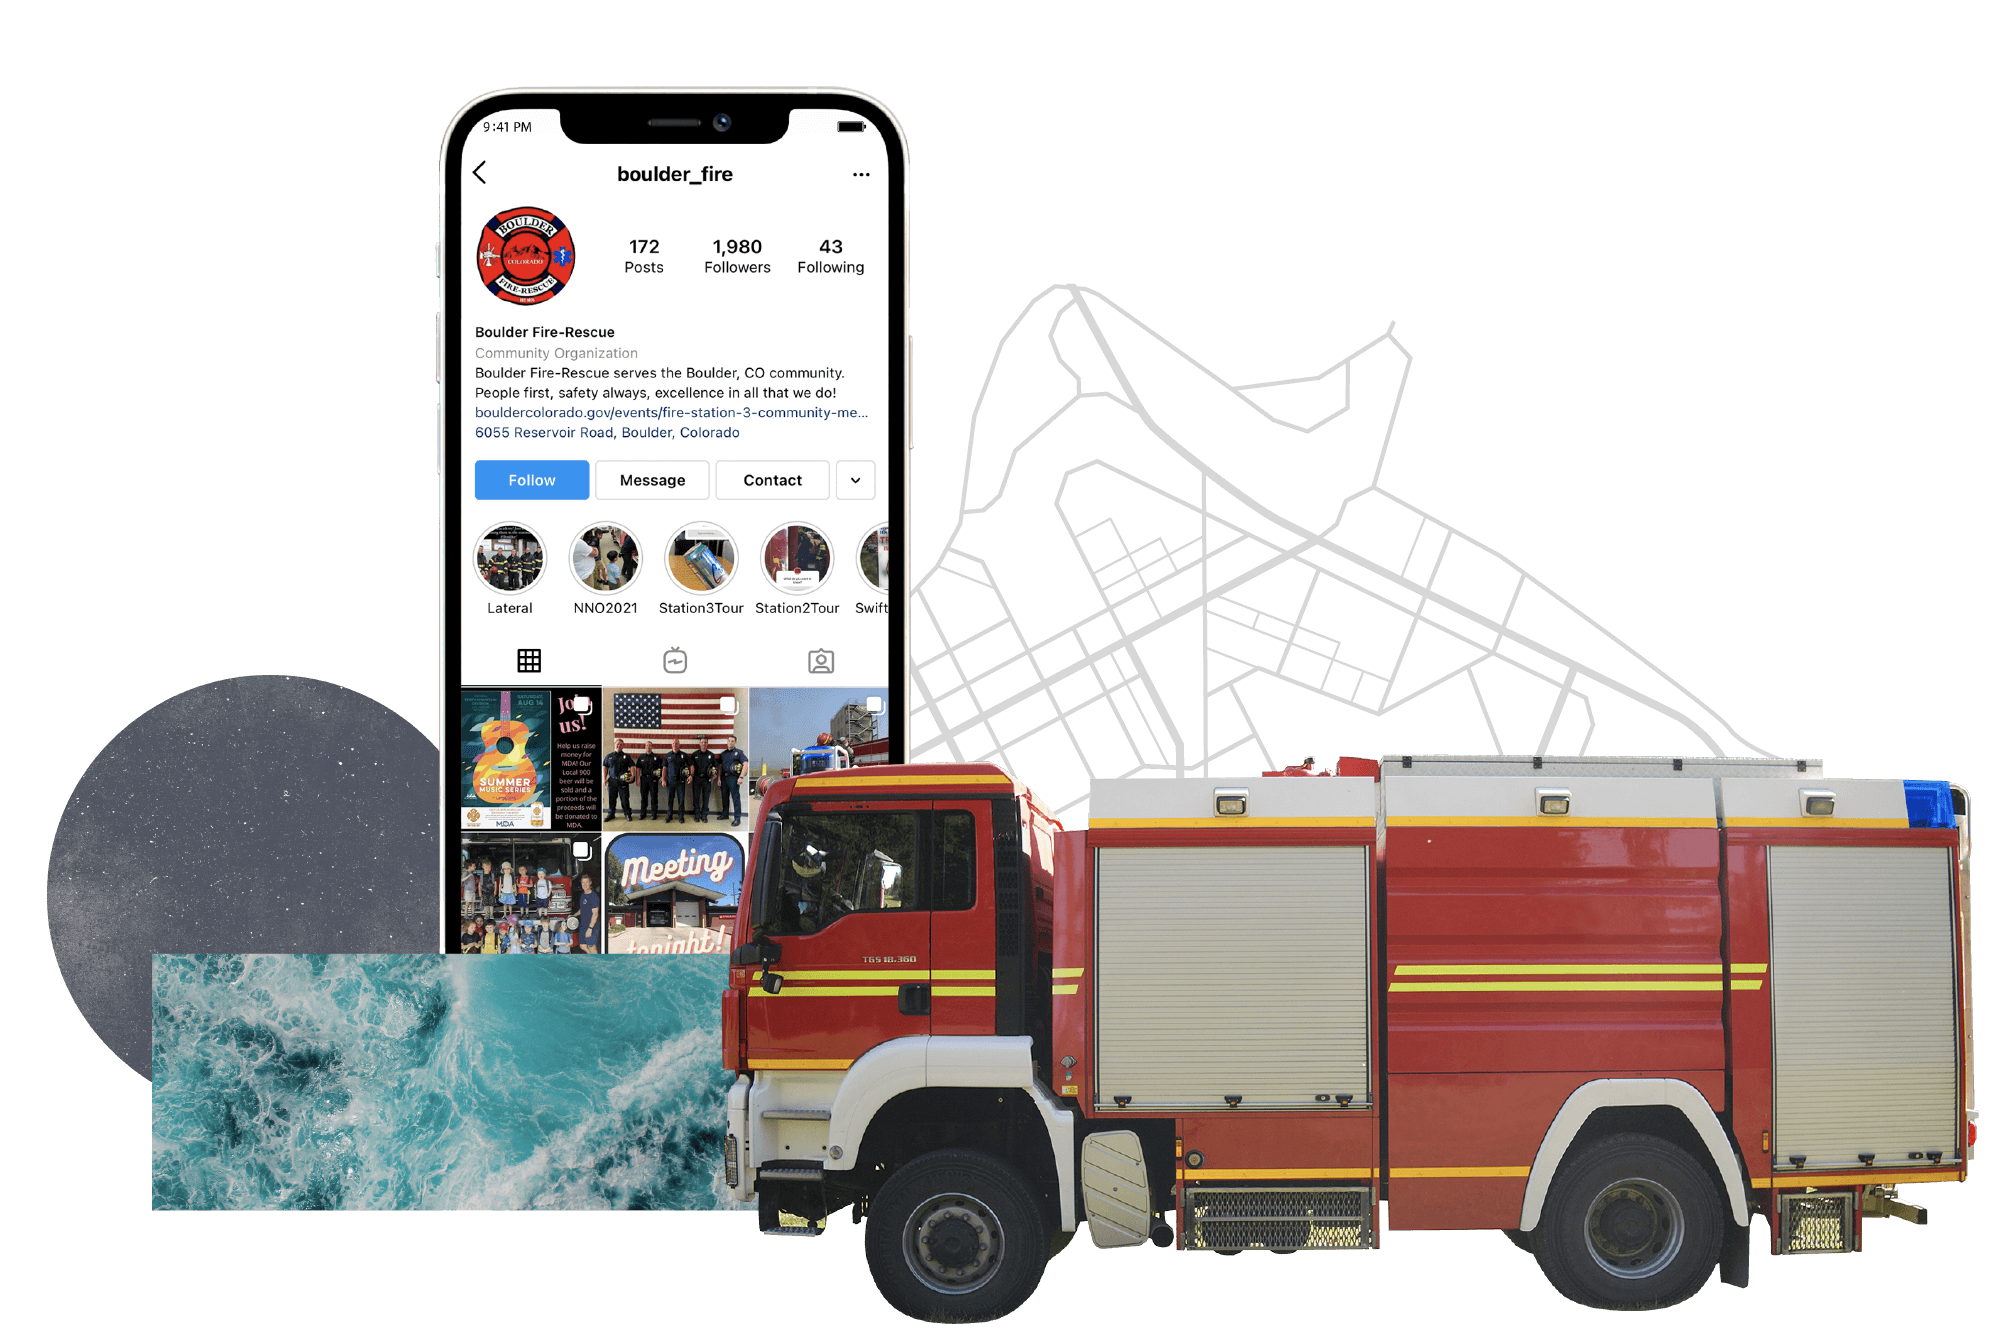 9:41 PM
boulder_fire
BOULDER
COLORADO
FIRE-RESCUE
172
Posts
1,980
Followers
43
Following
Boulder Fire-Rescue
Community Organization
Boulder Fire-Rescue serves the Boulder, CO community.
People first, safety always, excellence in all that we do!
bouldercolorado.gov/events/fire-station-3-community-me...
6055 Reservoir Road, Boulder, Colorado
Follow
Message
Contact
Lateral
NNO2021
Station3Tour
Station2Tour
Swift
SATURDAY,
AUG 14
SUMMER
MUSIC SERIES
MDA
Join
us!
Help us raise
money for
MDA! Our
Local 900
beer will be
sold and a
portion of the
proceeds will
be donated to
MDA.
Meeting
tonight!
TGS 18.360